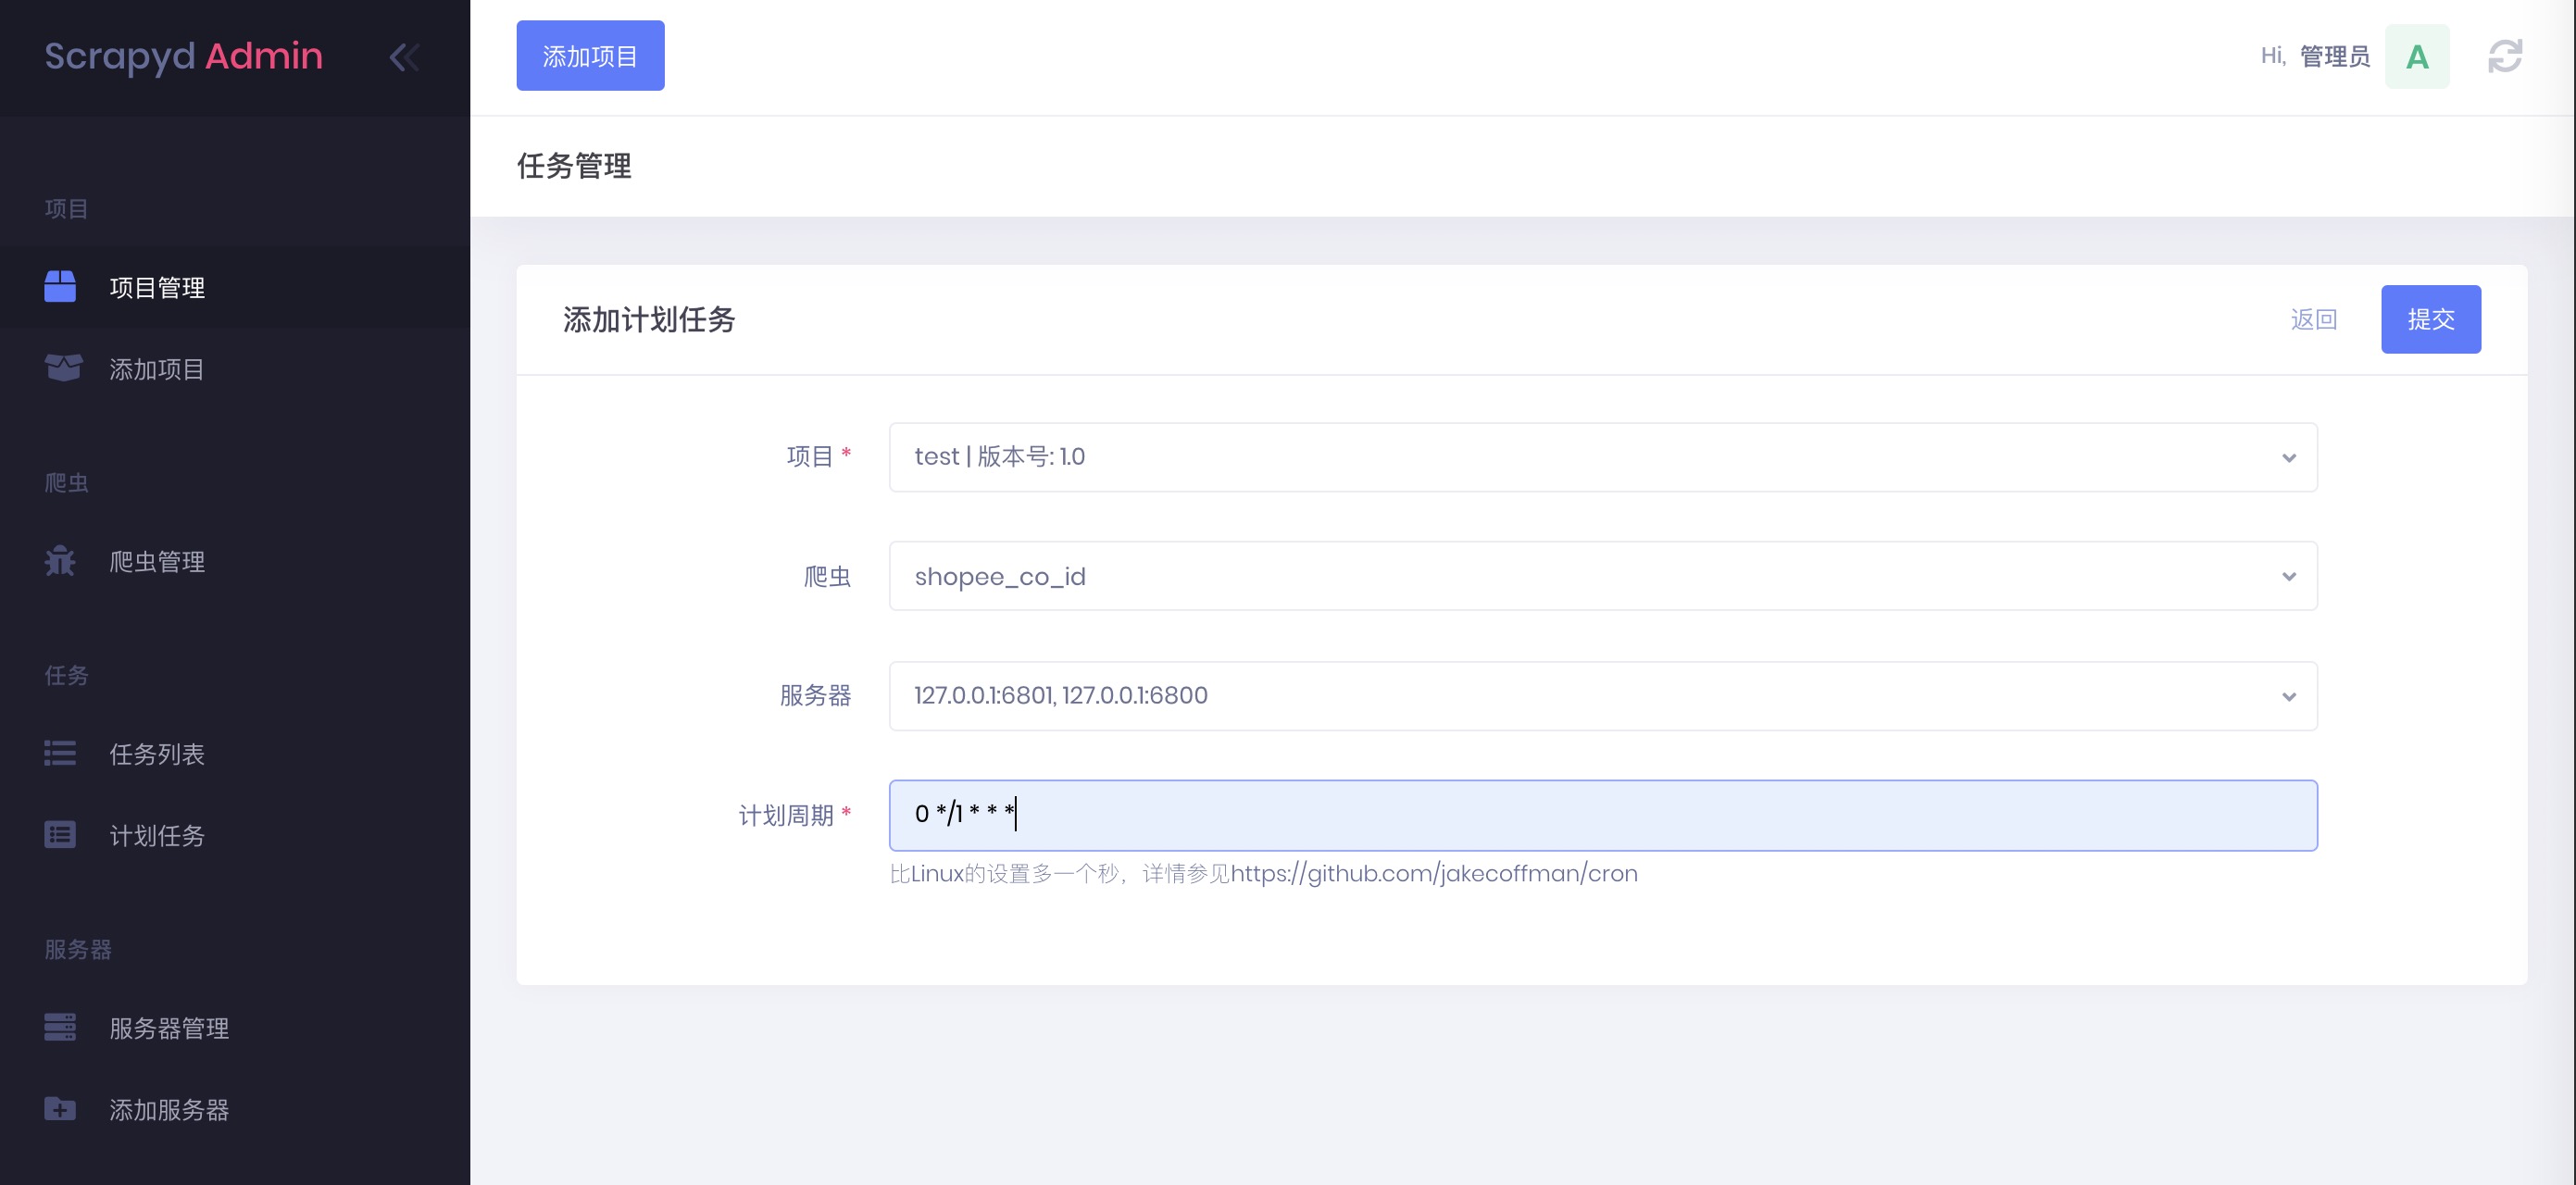 Scrapyd Admin
添加项目
Hi, 管理员 A
任务管理
项目
项目管理
添加项目
爬虫
爬虫管理
任务
任务列表
计划任务
服务器
服务器管理
添加服务器
添加计划任务
返回
提交
项目 *
test | 版本号: 1.0
爬虫
shopee_co_id
服务器
127.0.0.1:6801, 127.0.0.1:6800
计划周期 *
0 */1 * * *
比Linux的设置多一个秒，详情参见https://github.com/jakecoffman/cron